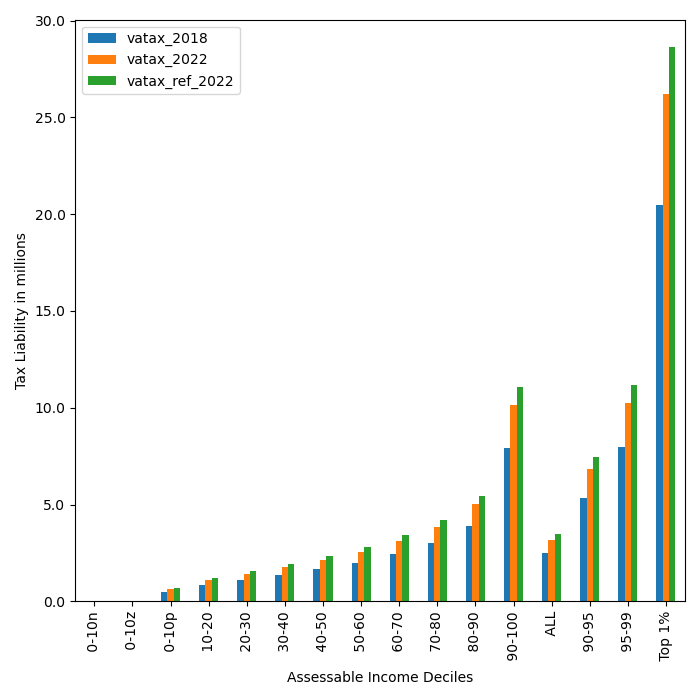 30.0
25.0
20.0
15.0
10.0
5.0
0.0
Tax Liability in millions
vatax_2018
vatax_2022
vatax_ref_2022
0-10n
0-10z
0-10p
10-20
20-30
30-40
40-50
50-60
60-70
70-80
80-90
90-100
ALL
90-95
95-99
Top 1%
Assessable Income Deciles